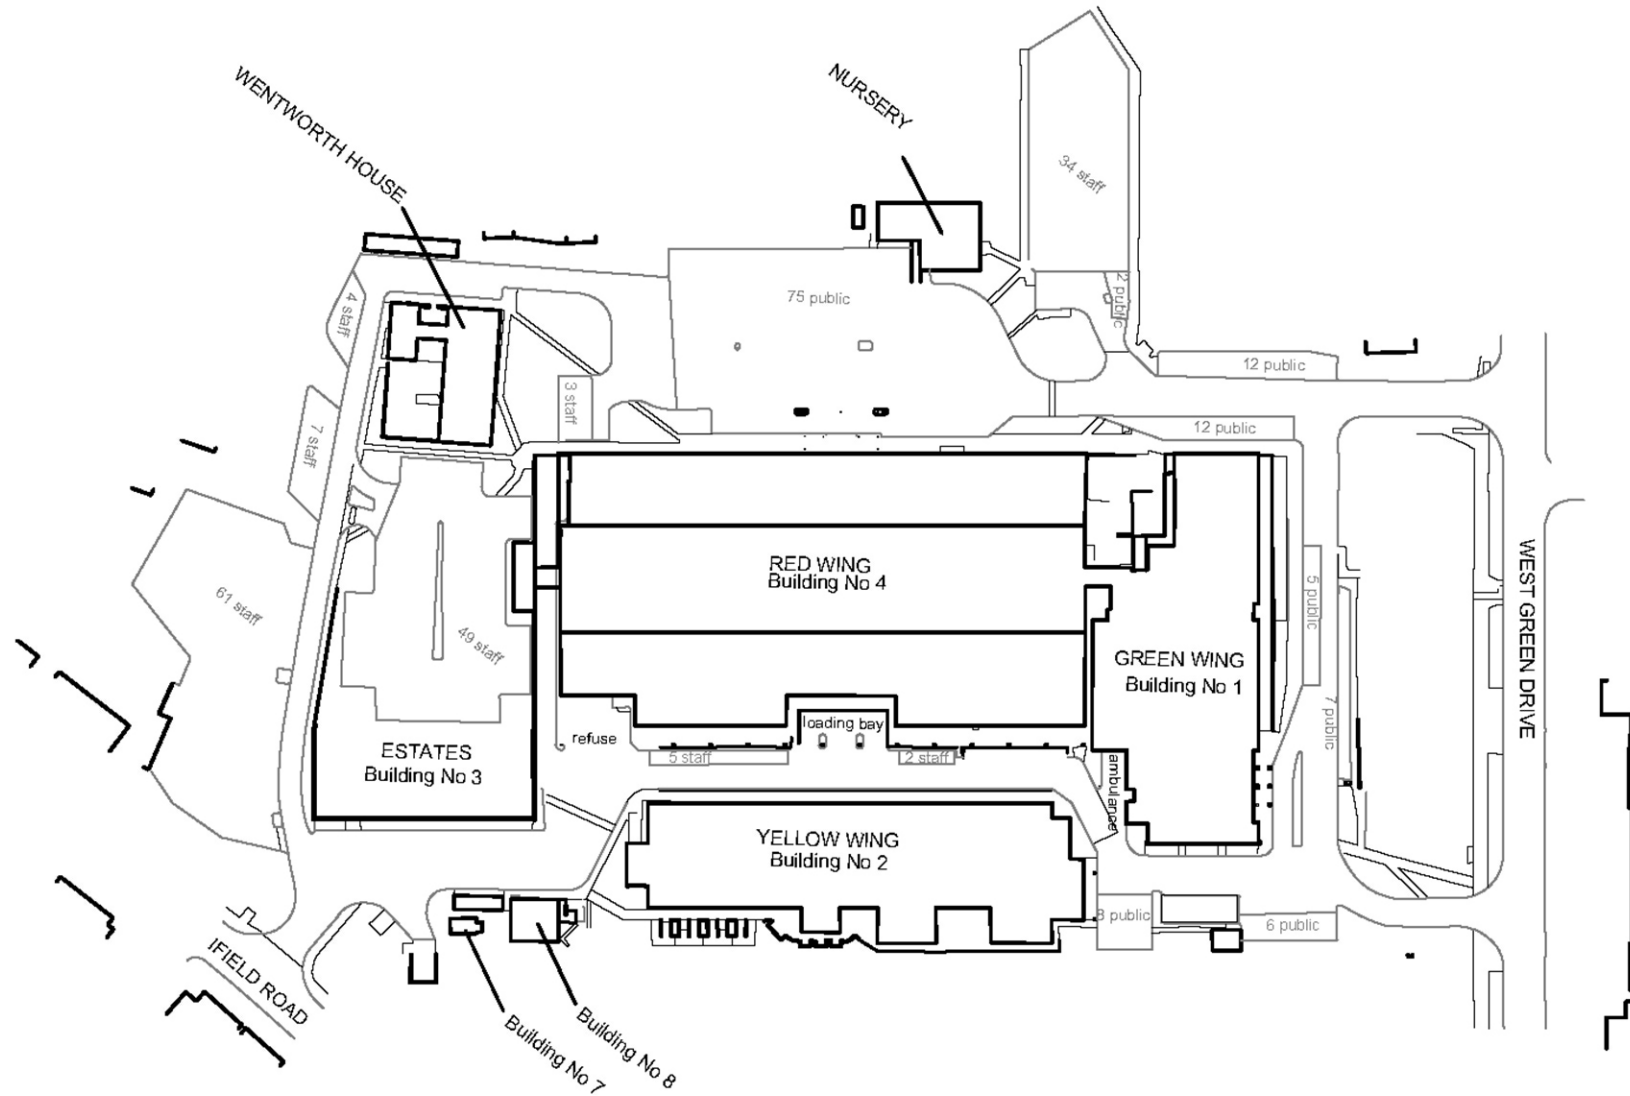 WENTWORTH HOUSE
NURSERY
34 staff
75 public
2 public
4 staff
12 public
3 staff
7 staff
12 public
RED WING
Building No 4
5 public
WEST GREEN DRIVE
61 staff
49 staff
GREEN WING
Building No 1
7 public
loading bay
refuse
ESTATES
Building No 3
5 staff
2 staff
ambulance
YELLOW WING
Building No 2
8 public
6 public
IFIELD ROAD
Building No 7
Building No 8